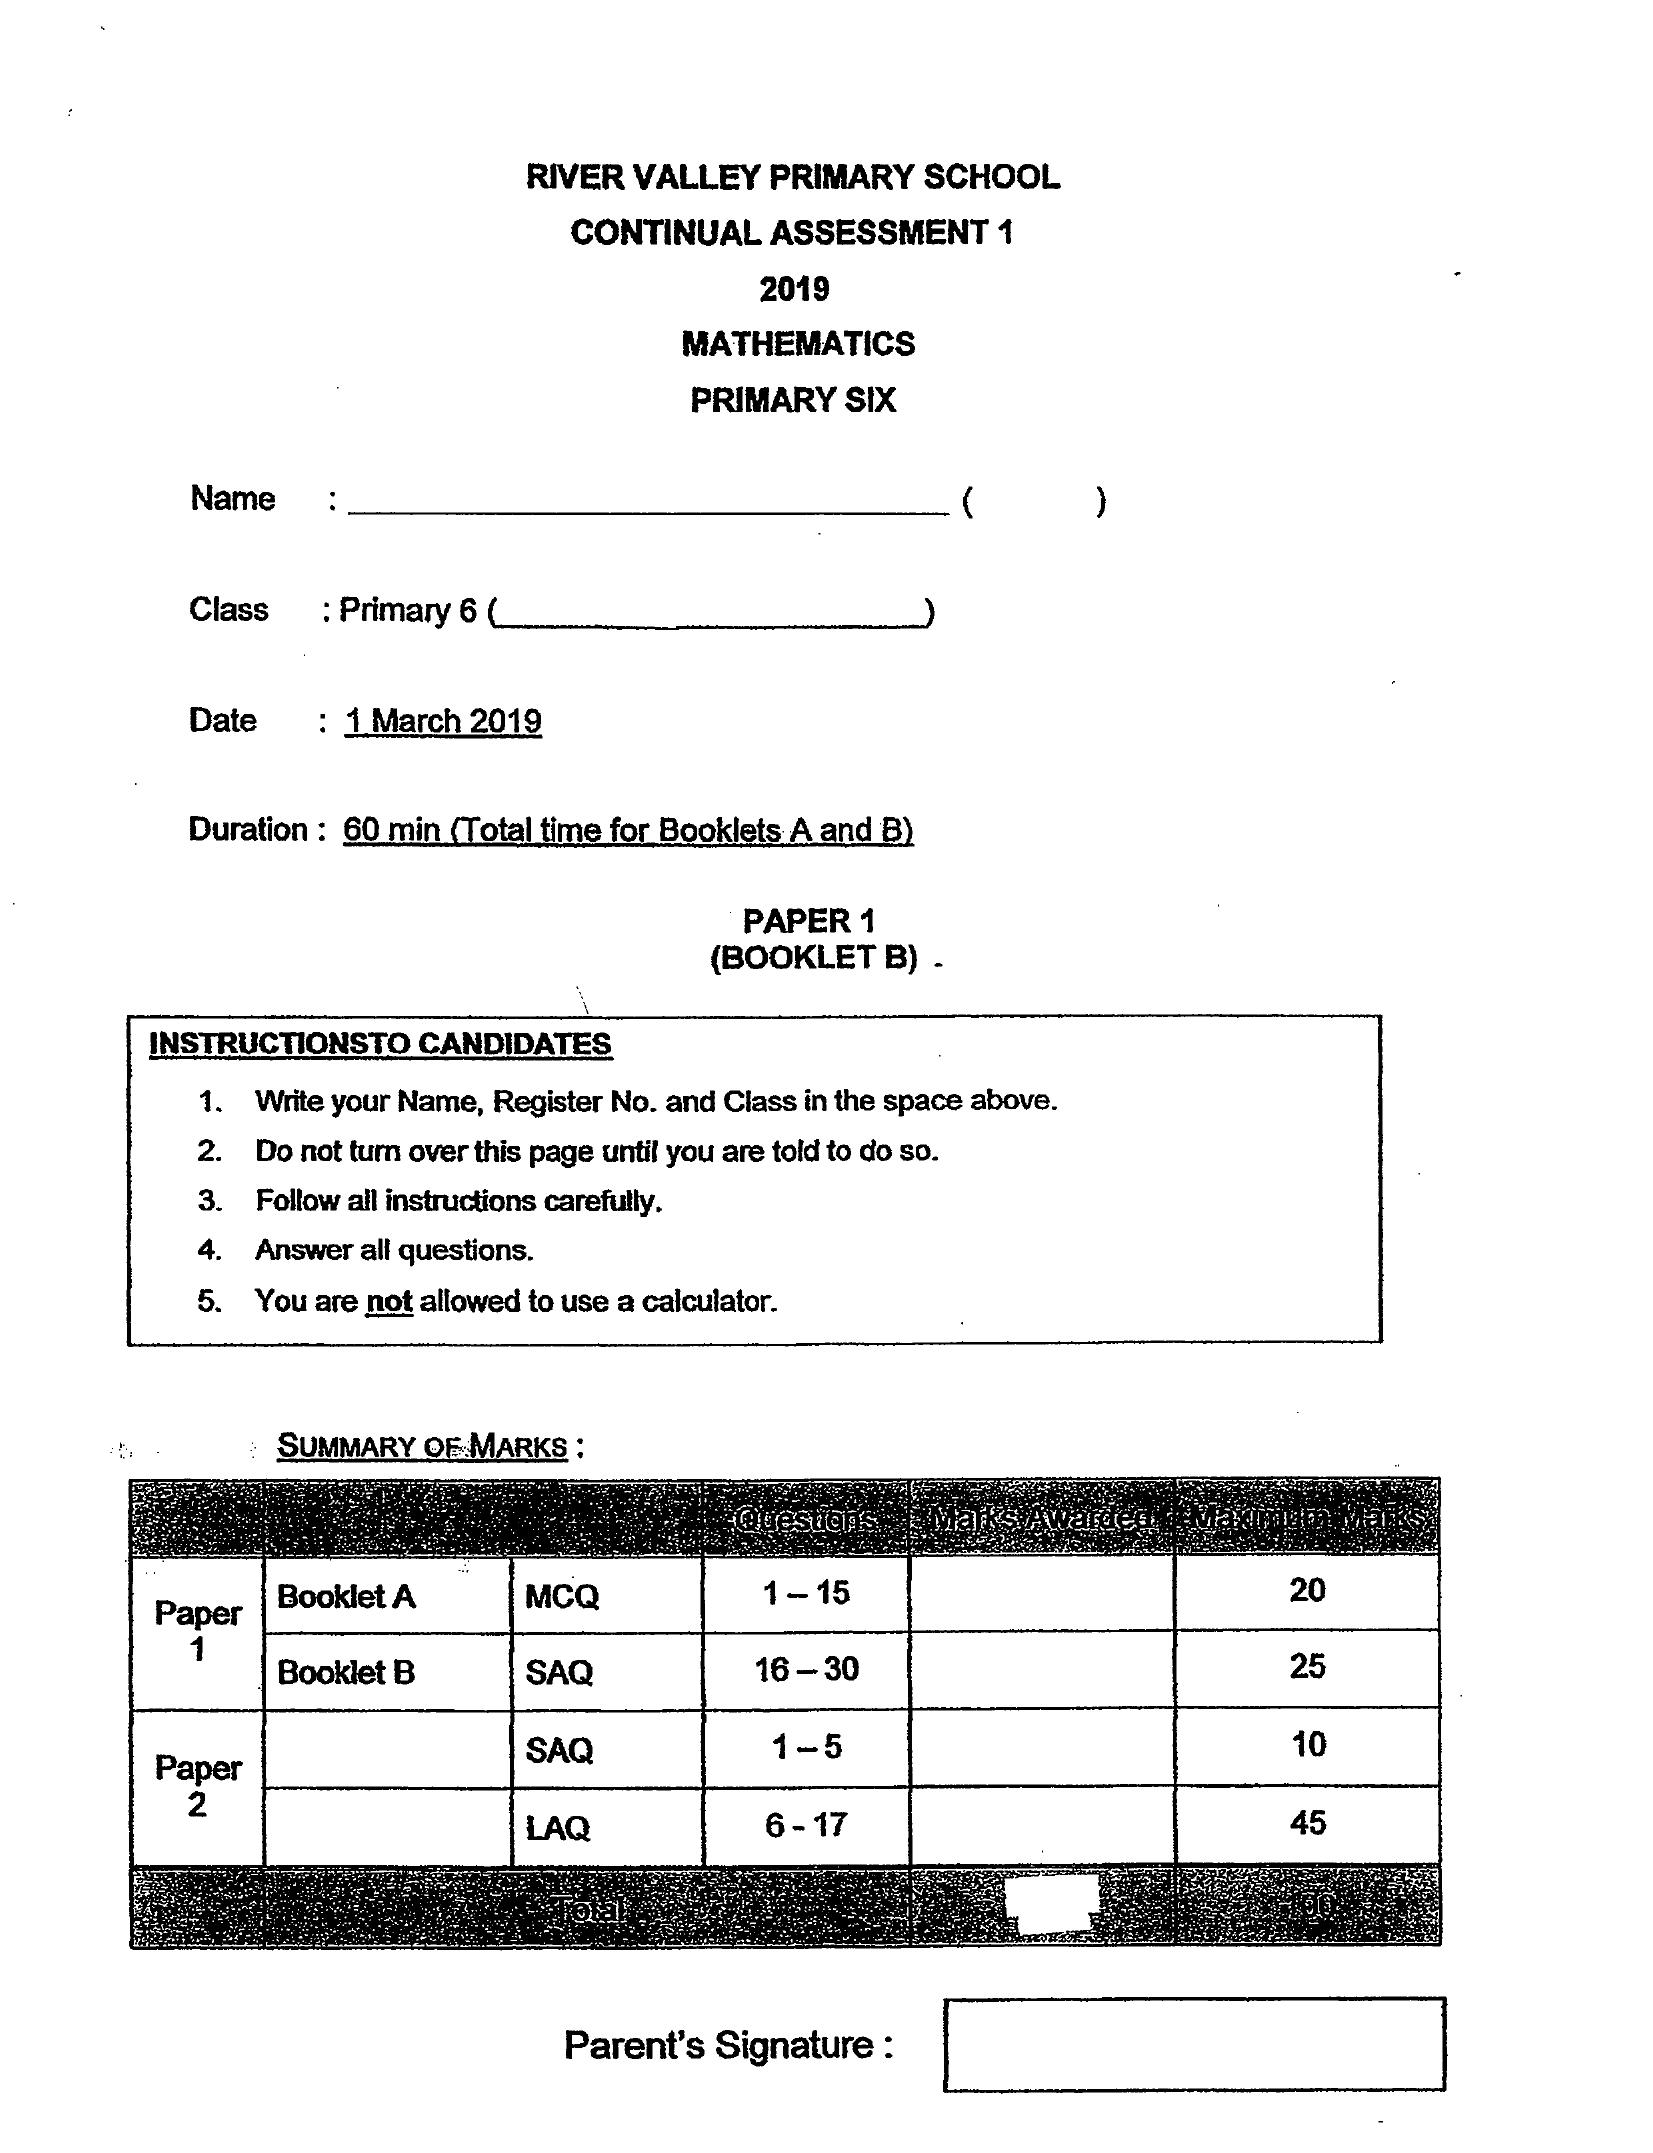 RIVER VALLEY PRIMARY SCHOOL
CONTINUAL ASSESSMENT 1
2019
MATHEMATICS
PRIMARY SIX
Name : ( )
Class : Primary 6 ( )
Date : 1 March 2019
Duration : 60 min (Total time for Booklets A and B)
PAPER 1
(BOOKLET B)
INSTRUCTIONSTO CANDIDATES
1. Write your Name, Register No. and Class in the space above.
2. Do not turn over this page until you are told to do so.
3. Follow all instructions carefully.
4. Answer all questions.
5. You are not allowed to use a calculator.
SUMMARY OF MARKS :
Questions Marks Awarded Maximum Marks
Paper 1 Booklet A MCQ 1 – 15 20
Booklet B SAQ 16 – 30 25
Paper 2 SAQ 1 – 5 10
LAQ 6 - 17 45
Total
Parent's Signature :